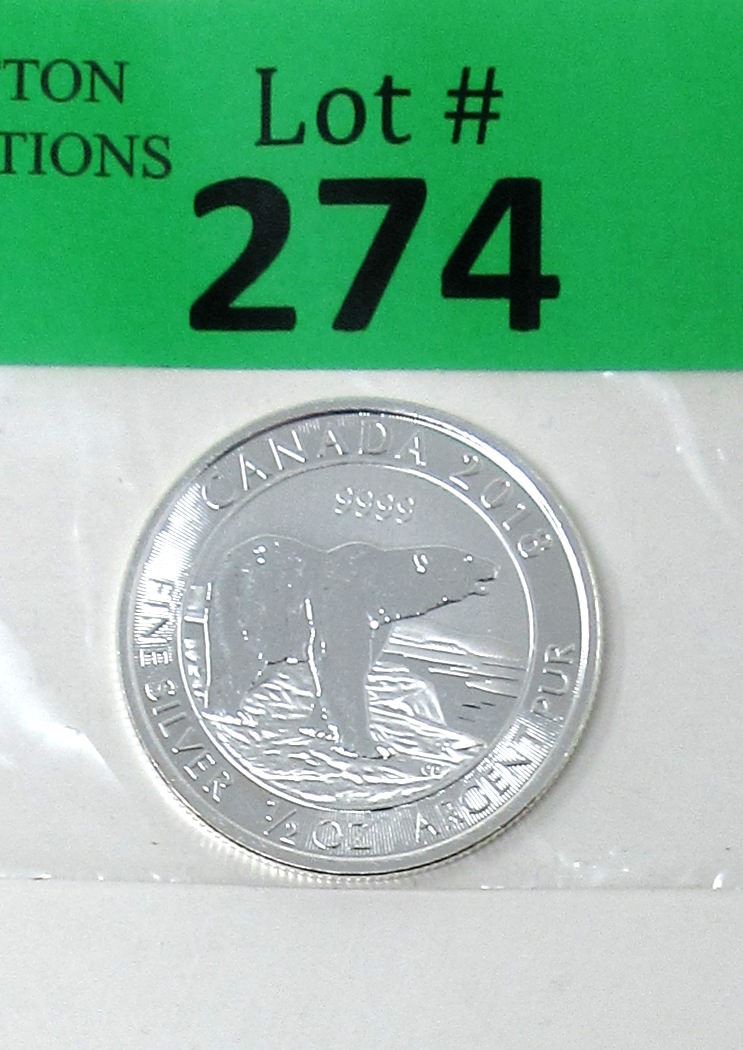 TON
TIONS
Lot #
274
CANADA 2018
9999
FINE SILVER 1/2 OZ ARGENT PUR